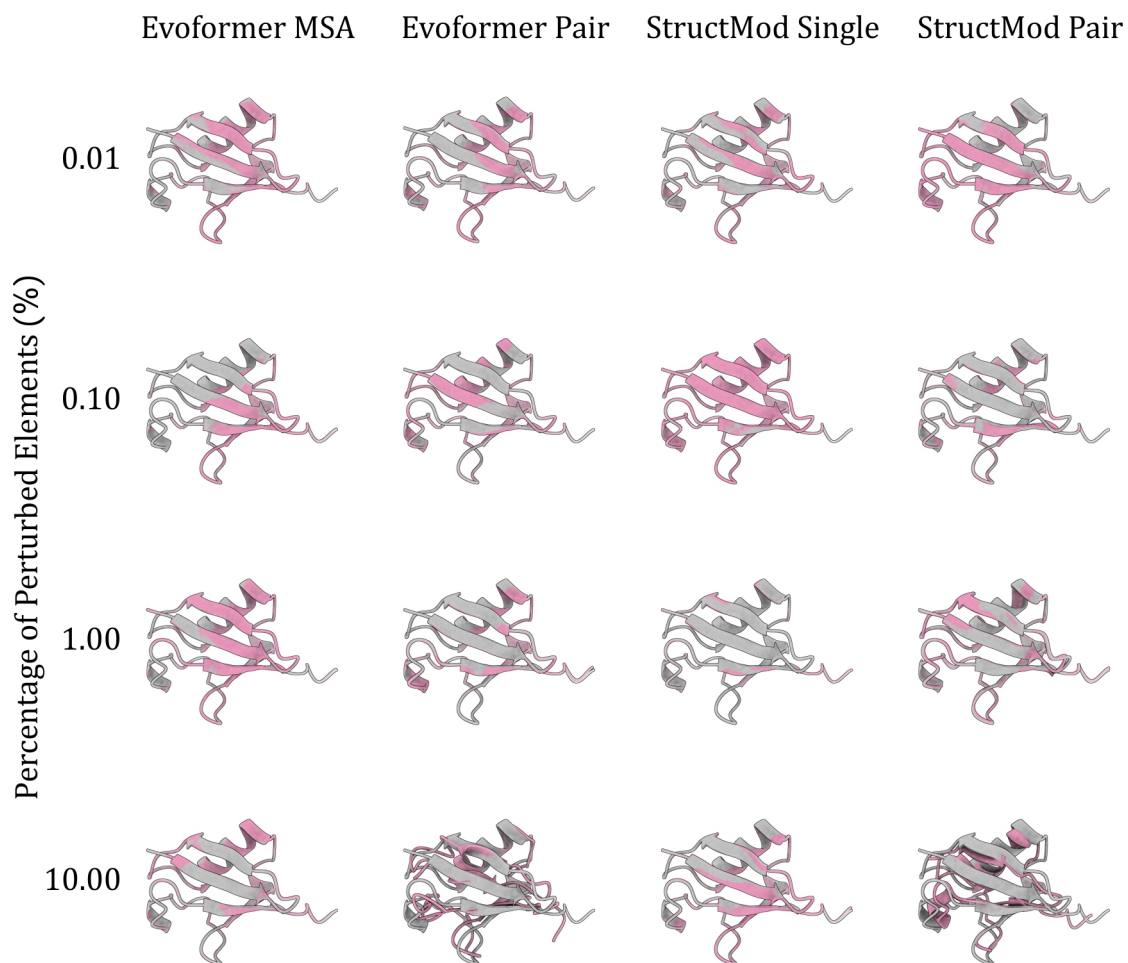 Evoformer MSA Evoformer Pair StructMod Single StructMod Pair
Percentage of Perturbed Elements (%)
0.01
0.10
1.00
10.00